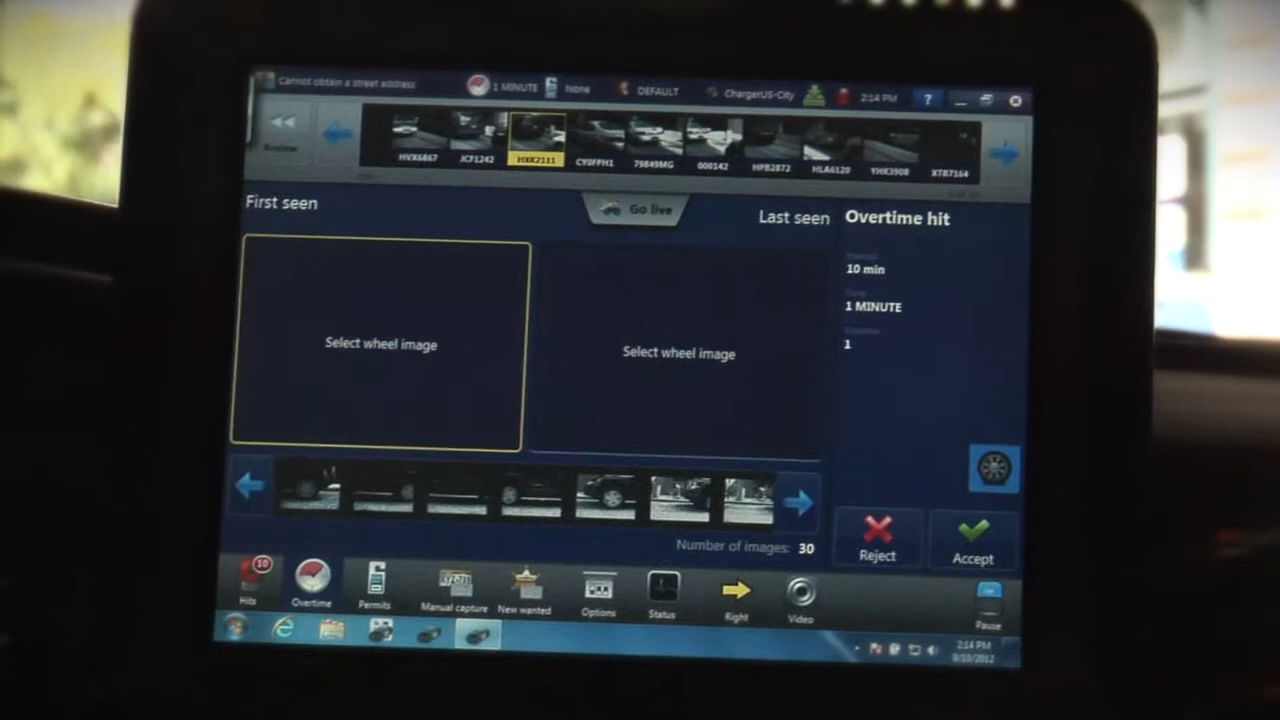 Cannot obtain a street address
1 MINUTE
None
DEFAULT
ChargerUS-City
2:14 PM
?
Review
HVX6867
JCF1242
HXK2111
CY0FFH1
79849MG
000142
HPB2872
HLA6120
YHK3908
XTB7164
First seen
Go live
Last seen
Overtime hit
10 min
1 MINUTE
1
Select wheel image
Select wheel image
Number of images: 30
Reject
Accept
10
Hits
Overtime
Permits
Manual capture
New wanted
Options
Status
Right
Video
Pause
2:14 PM
9/10/2012